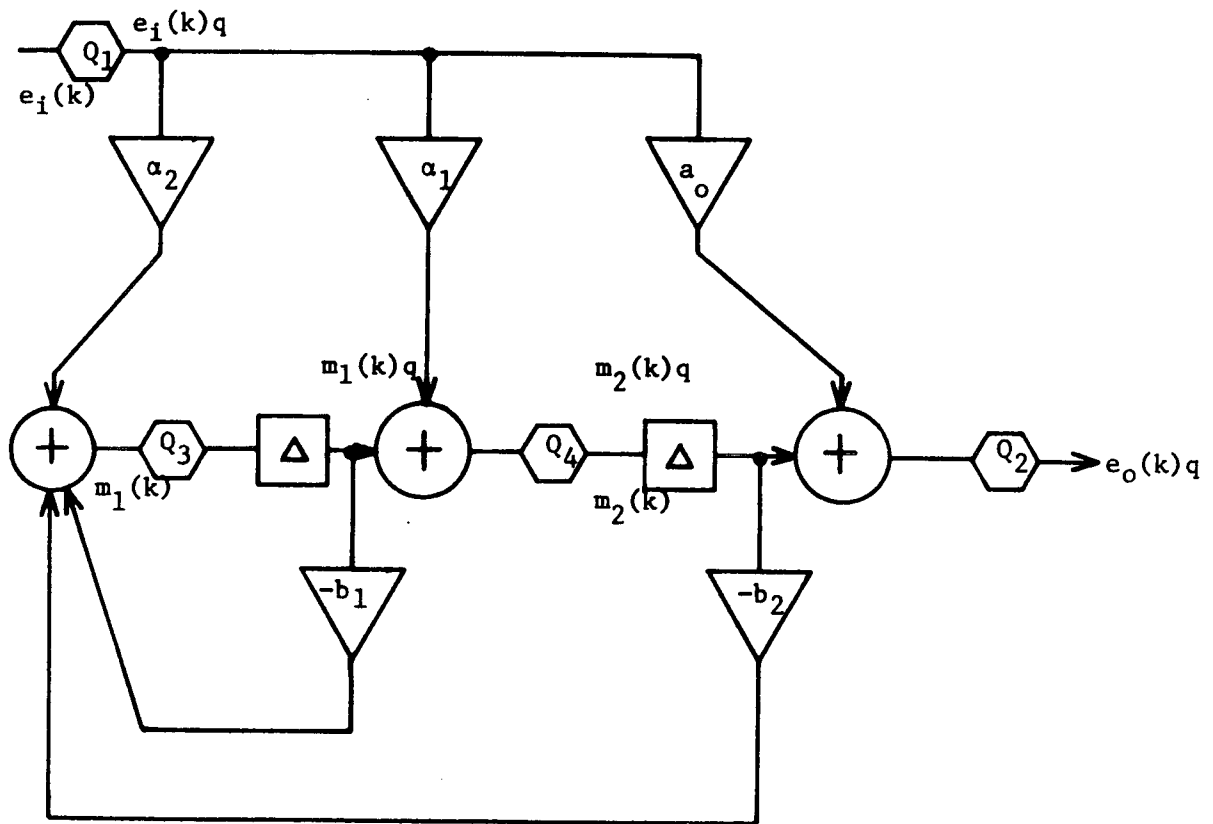 e_i(k)q
Q_1
e_i(k)
α_2
α_1
a_o
m_1(k)q
m_2(k)q
+
Q_3
Δ
+
Q_4
Δ
+
Q_2
e_o(k)q
m_1(k)
m_2(k)
-b_1
-b_2